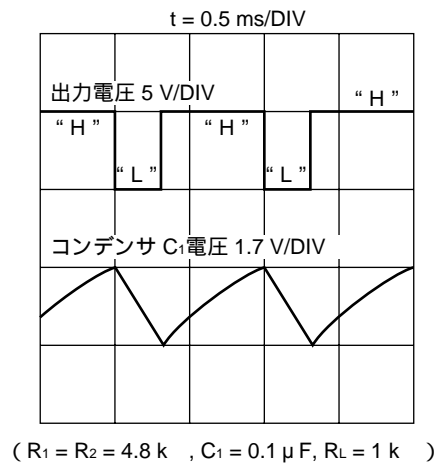 t = 0.5 ms/DIV
出力電圧 5 V/DIV
“ H ”
“ H ”
“ H ”
“ L ”
“ L ”
コンデンサ C1電圧 1.7 V/DIV
( R1 = R2 = 4.8 k , C1 = 0.1 μ F, RL = 1 k )